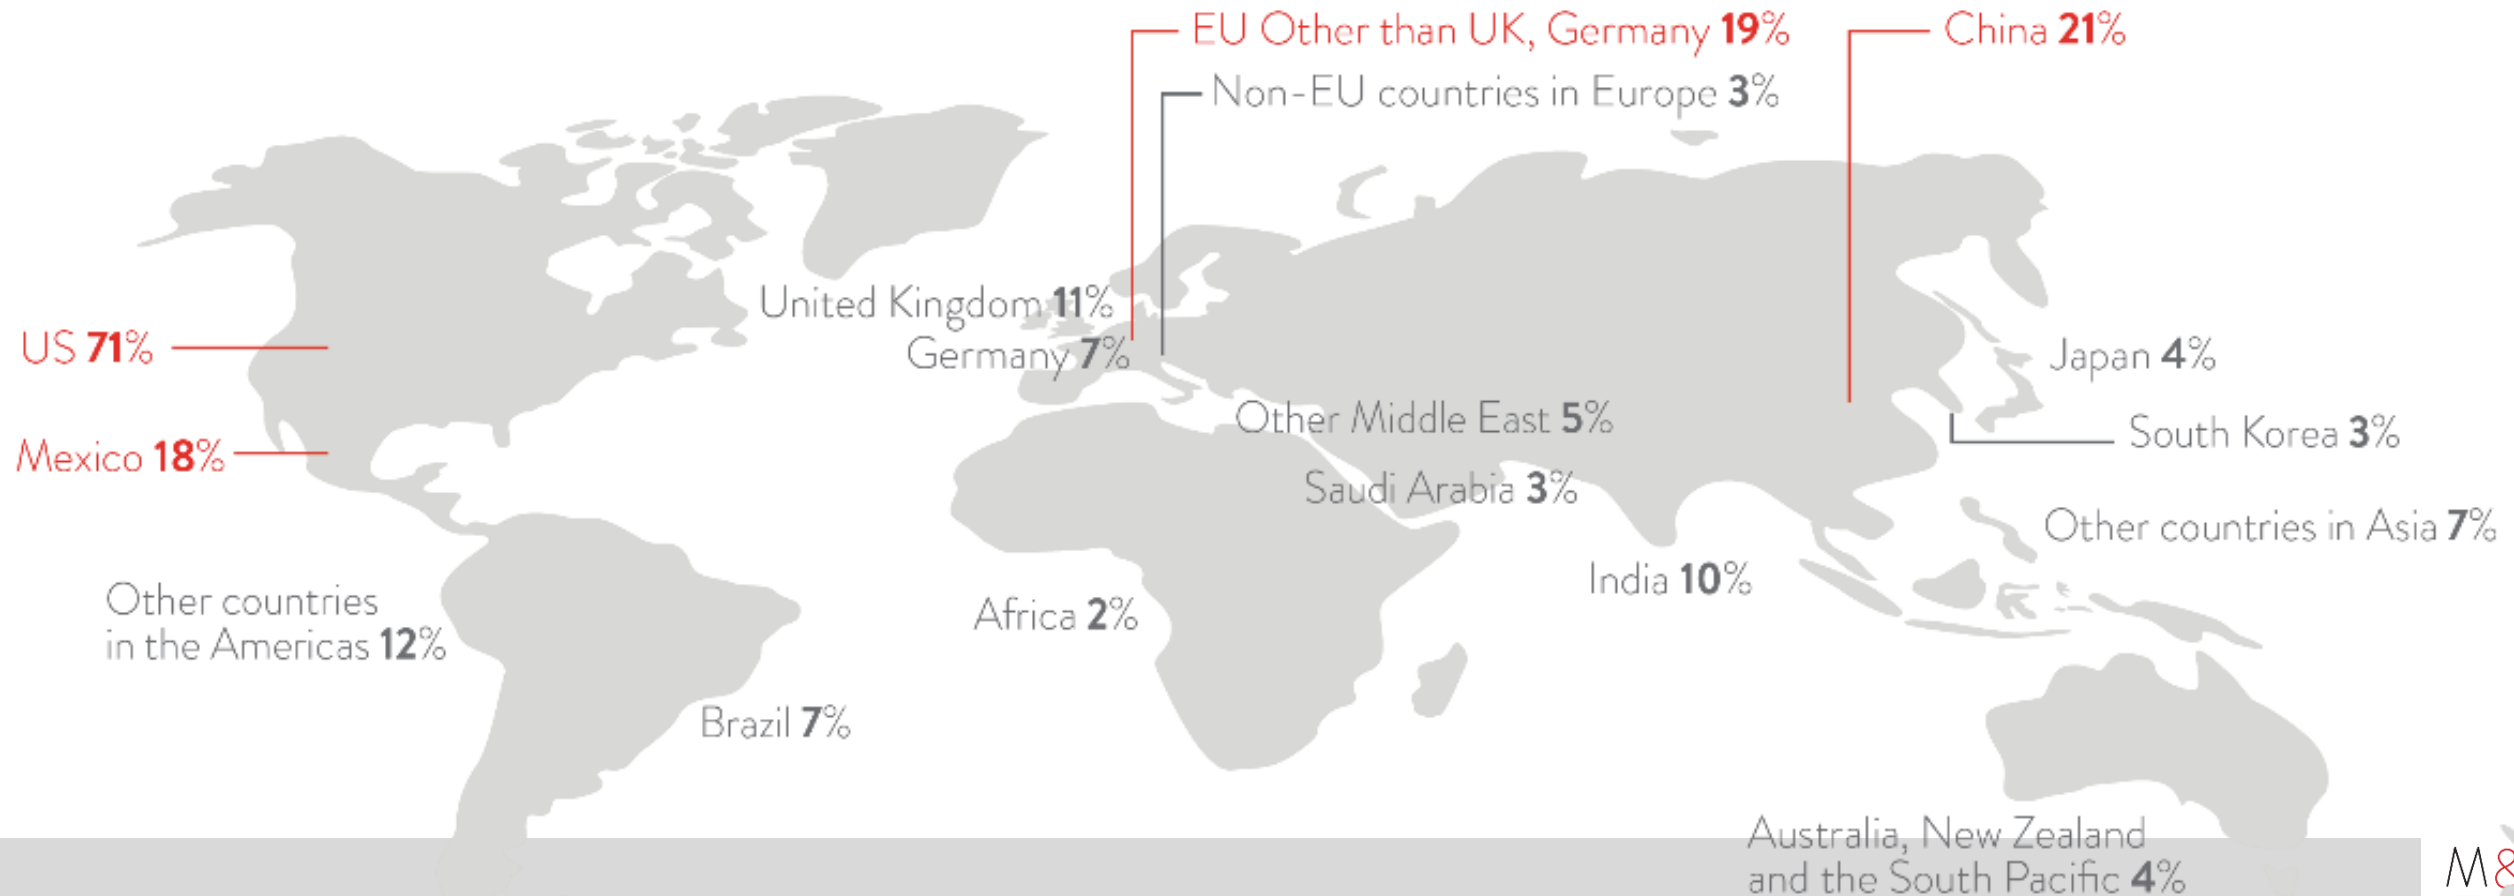 EU Other than UK, Germany 19%
China 21%
Non-EU countries in Europe 3%
United Kingdom 11%
US 71%
Germany 7%
Japan 4%
Other Middle East 5%
South Korea 3%
Mexico 18%
Saudi Arabia 3%
Other countries in Asia 7%
India 10%
Other countries
in the Americas 12%
Africa 2%
Brazil 7%
Australia, New Zealand
and the South Pacific 4%
M&